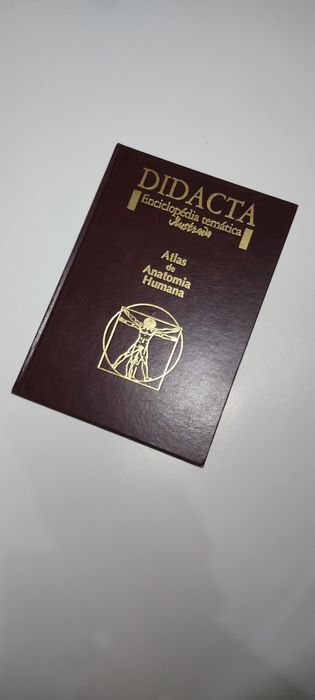 DIDACTA
Enciclopédia temática
Ilustrada
Atlas
de
Anatomia
Humana